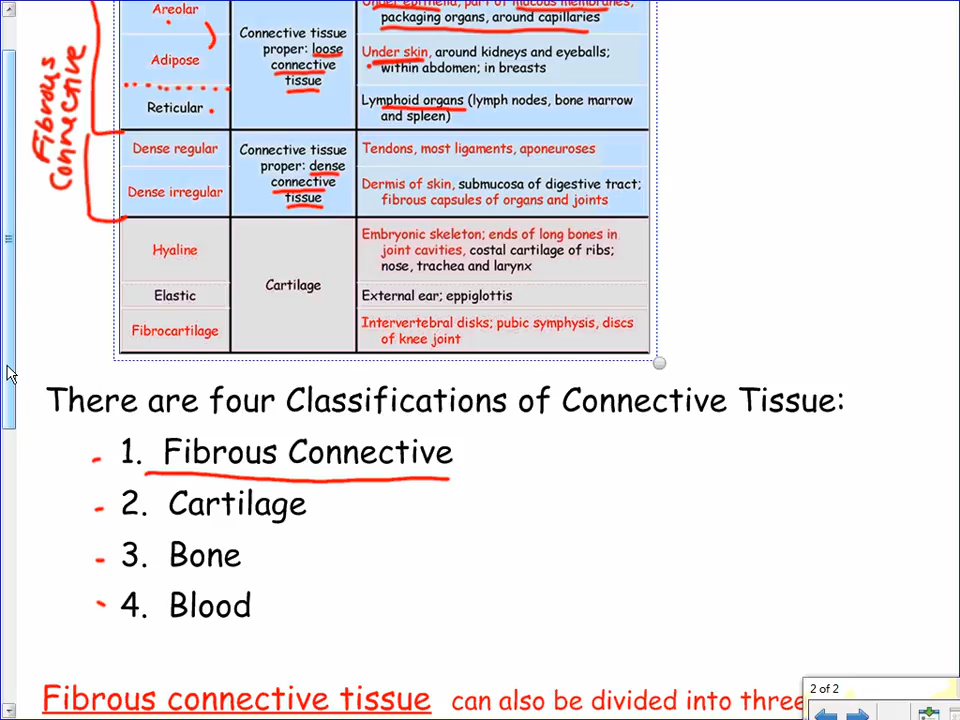 Under epithelia, part of mucous membranes,
Areolar
packaging organs, around capillaries
Connective tissue
proper: loose
connective
tissue
Adipose
Under skin, around kidneys and eyeballs;
within abdomen; in breasts
Reticular
Lymphoid organs (lymph nodes, bone marrow
and spleen)
Fibrous
Connective
Dense regular
Connective tissue
proper: dense
connective
tissue
Tendons, most ligaments, aponeuroses
Dense irregular
Dermis of skin, submucosa of digestive tract;
fibrous capsules of organs and joints
Hyaline
Cartilage
Embryonic skeleton; ends of long bones in
joint cavities, costal cartilage of ribs;
nose, trachea and larynx
Elastic
External ear; eppiglottis
Fibrocartilage
Intervertebral disks; pubic symphysis, discs
of knee joint
There are four Classifications of Connective Tissue:
1. Fibrous Connective
2. Cartilage
3. Bone
4. Blood
Fibrous connective tissue can also be divided into three
2 of 2